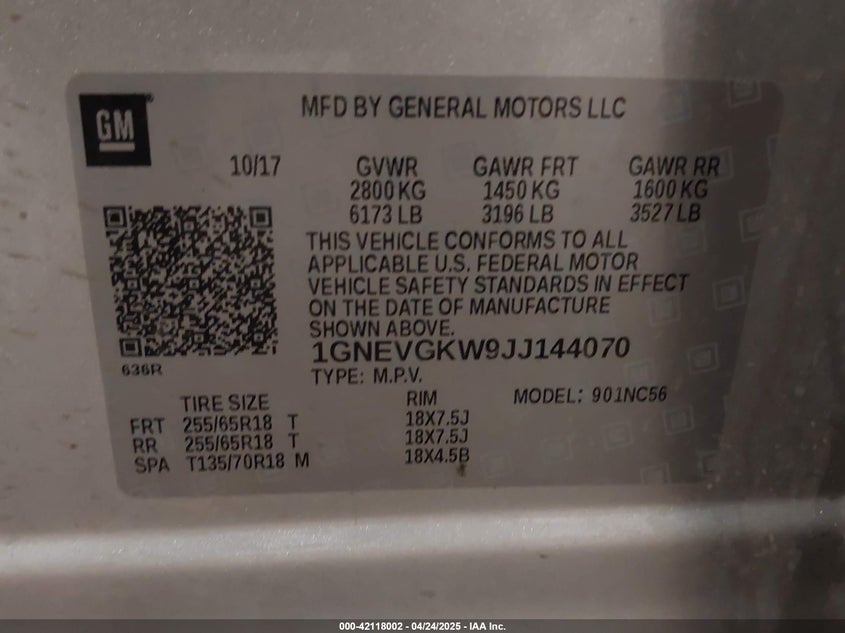 GM
MFD BY GENERAL MOTORS LLC
10/17 GVWR GAWR FRT GAWR RR
2800 KG 1450 KG 1600 KG
6173 LB 3196 LB 3527 LB
THIS VEHICLE CONFORMS TO ALL
APPLICABLE U.S. FEDERAL MOTOR
VEHICLE SAFETY STANDARDS IN EFFECT
ON THE DATE OF MANUFACTURE
SHOWN ABOVE.
1GNEVGKW9JJ144070
636R
TYPE: M.P.V.
TIRE SIZE RIM MODEL: 901NC56
FRT 255/65R18 T 18X7.5J
RR 255/65R18 T 18X7.5J
SPA T135/70R18 M 18X4.5B
000-42118002 - 04/24/2025 - IAA Inc.